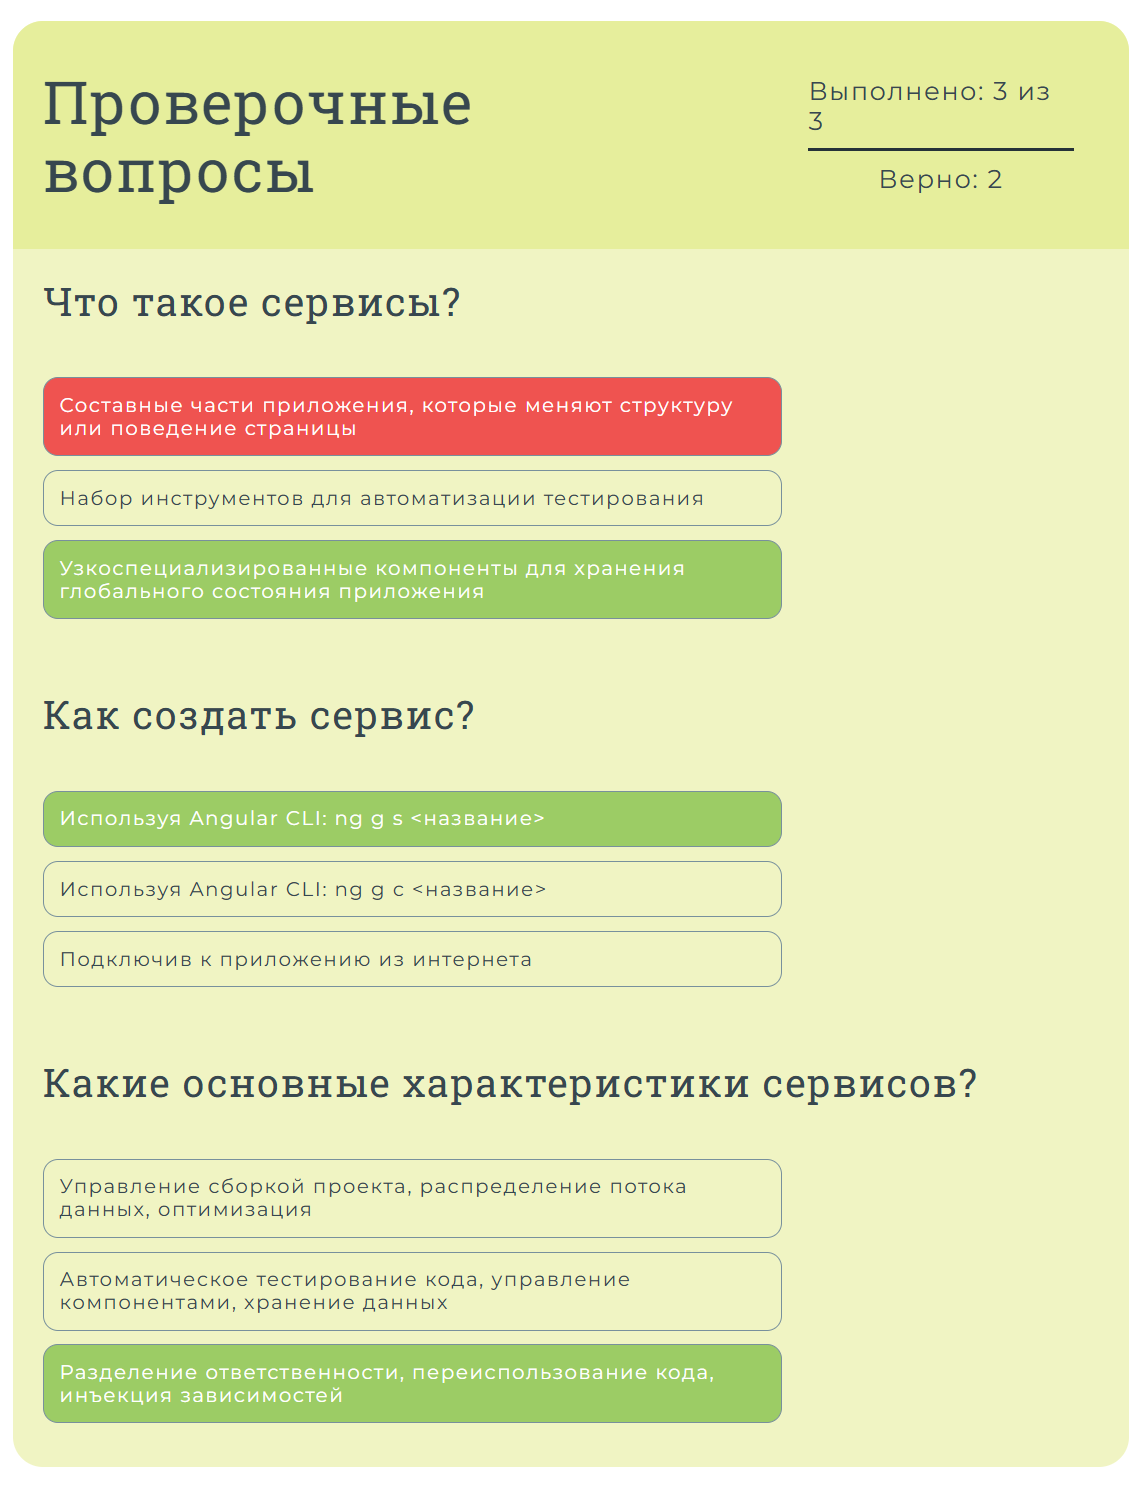 Проверочные
вопросы
Выполнено: 3 из
3
Верно: 2
Что такое сервисы?
Составные части приложения, которые меняют структуру
или поведение страницы
Набор инструментов для автоматизации тестирования
Узкоспециализированные компоненты для хранения
глобального состояния приложения
Как создать сервис?
Используя Angular CLI: ng g s <название>
Используя Angular CLI: ng g c <название>
Подключив к приложению из интернета
Какие основные характеристики сервисов?
Управление сборкой проекта, распределение потока
данных, оптимизация
Автоматическое тестирование кода, управление
компонентами, хранение данных
Разделение ответственности, переиспользование кода,
инъекция зависимостей